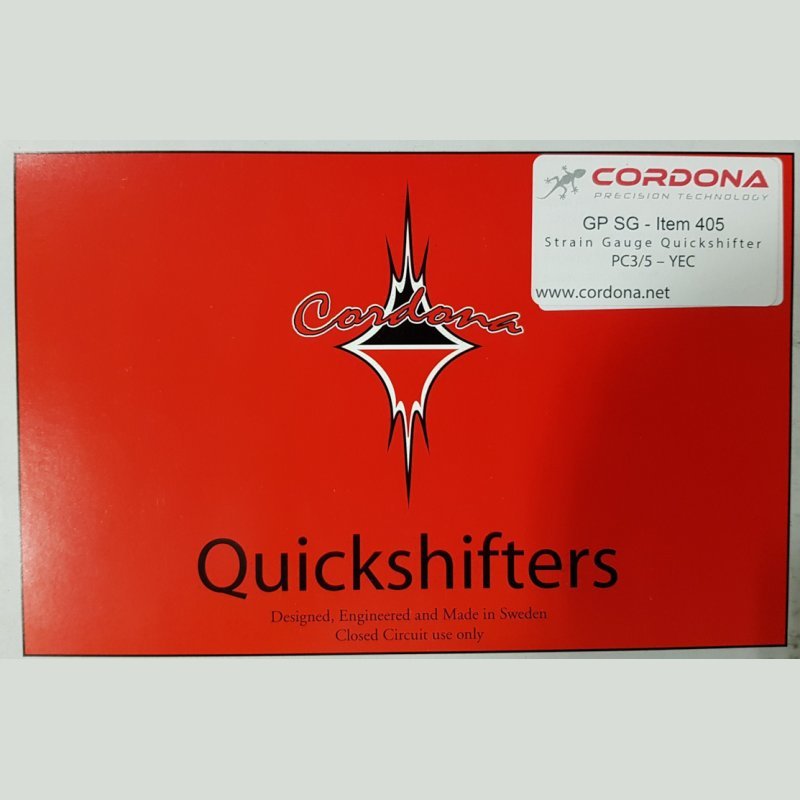 CORDONA
PRECISION TECHNOLOGY
GP SG - Item 405
Strain Gauge Quickshifter
PC3/5 – YEC
www.cordona.net
Cordona
Quickshifters
Designed, Engineered and Made in Sweden
Closed Circuit use only